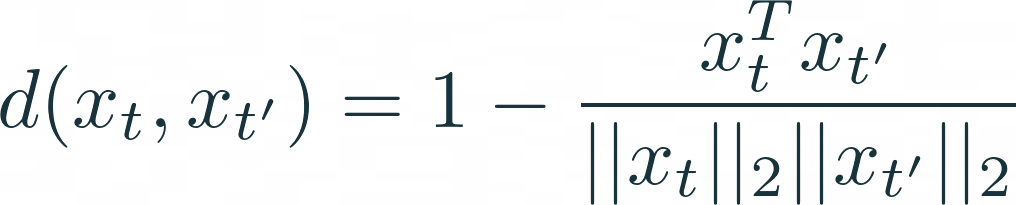 d(x_t, x_{t'}) = 1 - \frac{x_t^T x_{t'}}{||x_t||_2 ||x_{t'}||_2}